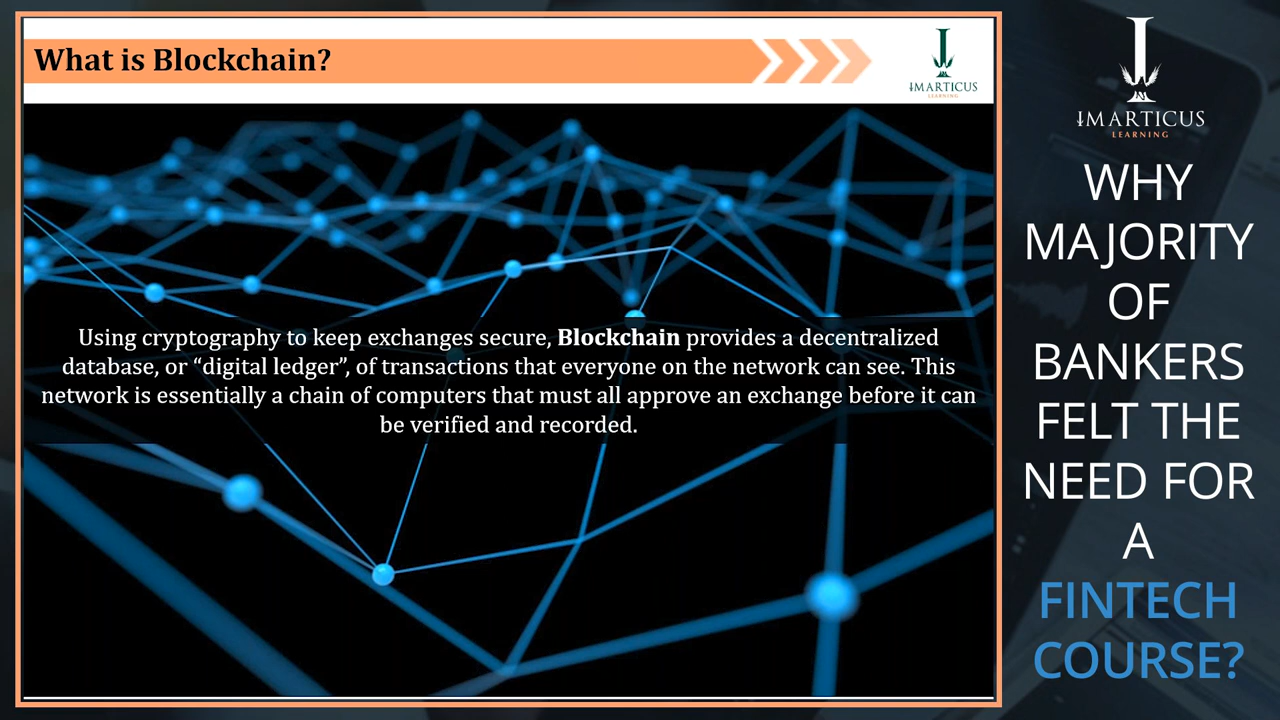 What is Blockchain?
IMARTICUS
LEARNING
Using cryptography to keep exchanges secure, Blockchain provides a decentralized
database, or “digital ledger”, of transactions that everyone on the network can see. This
network is essentially a chain of computers that must all approve an exchange before it can
be verified and recorded.
IMARTICUS
LEARNING
WHY
MAJORITY
OF
BANKERS
FELT THE
NEED FOR
A
FINTECH
COURSE?